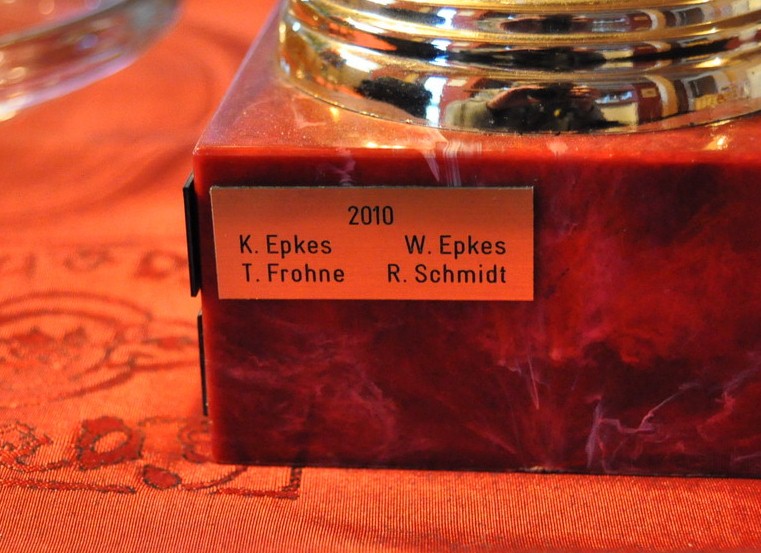 2010
K. Epkes W. Epkes
T. Frohne R. Schmidt